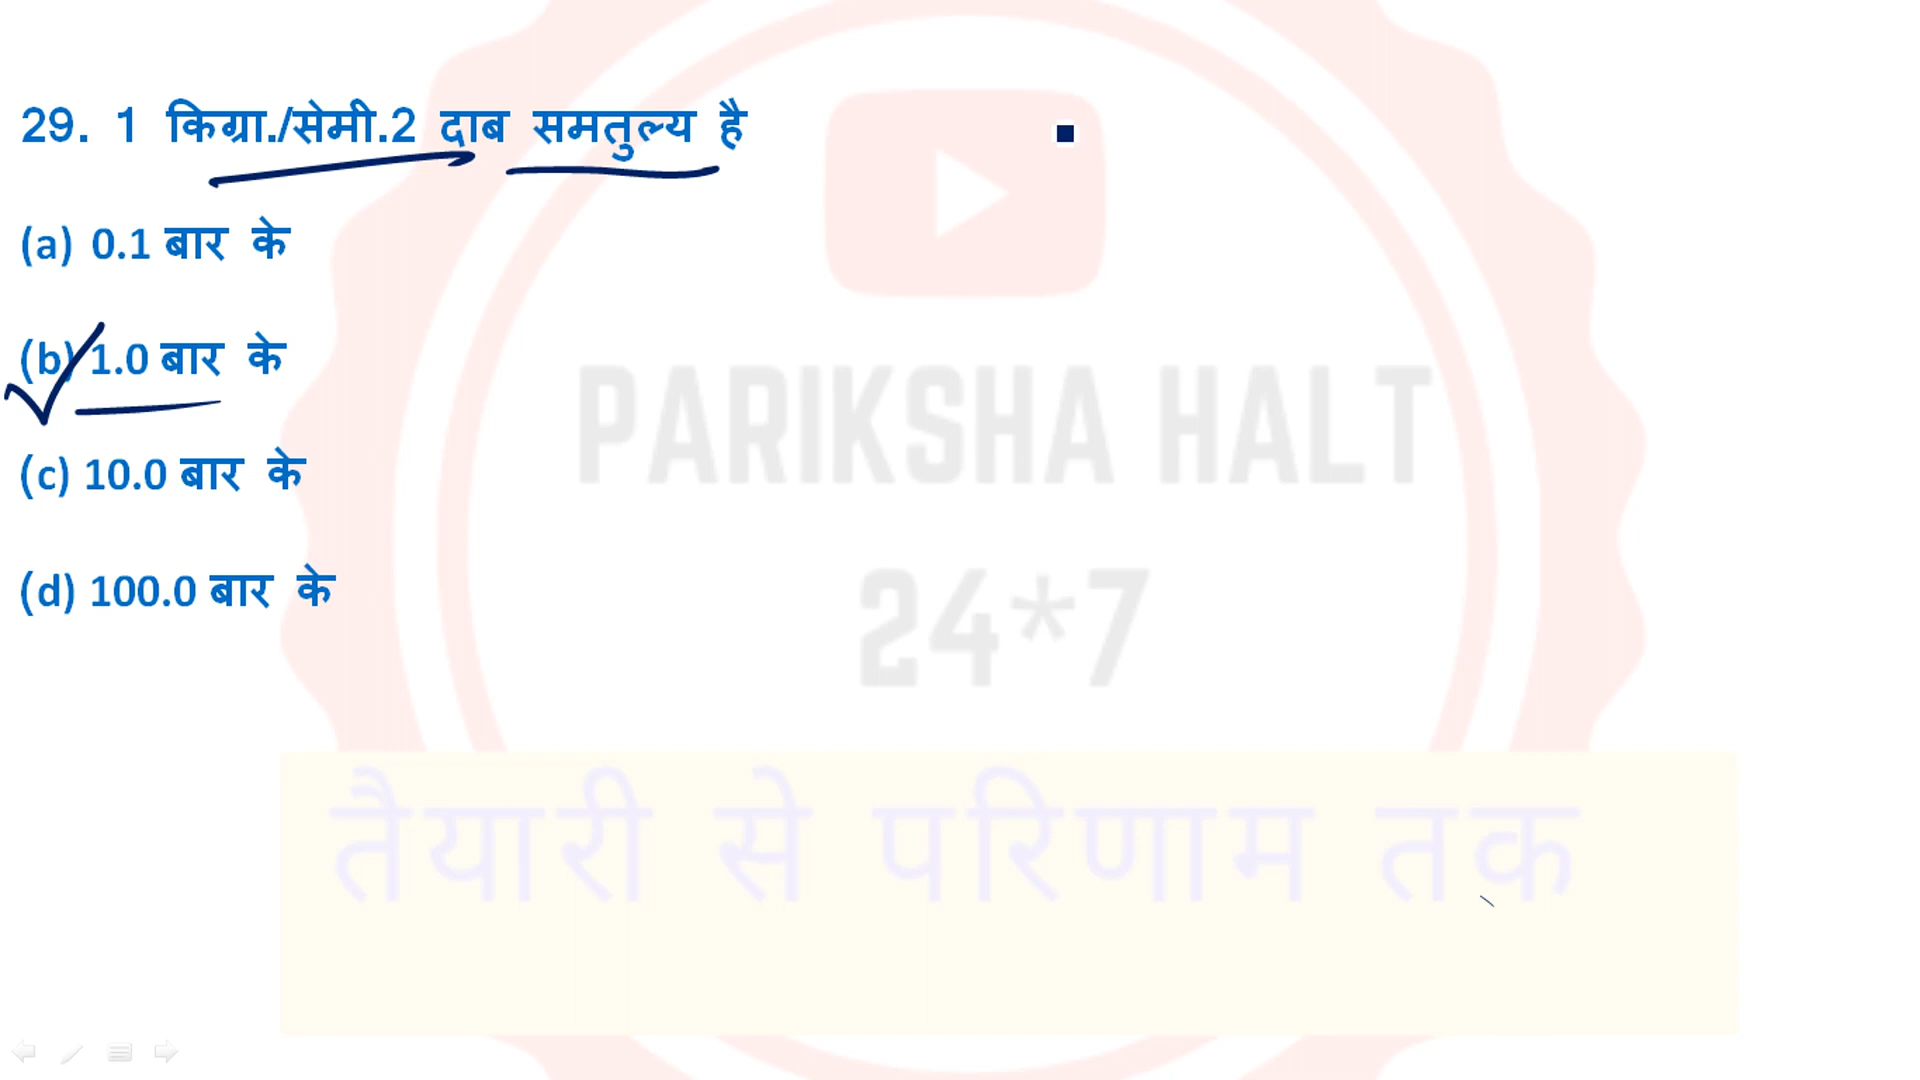 29. 1 किग्रा./सेमी.2 दाब समतुल्य है
(a) 0.1 बार के
(b) 1.0 बार के
(c) 10.0 बार के
(d) 100.0 बार के
PARIKSHA HALT
24*7
तैयारी से परिणाम तक